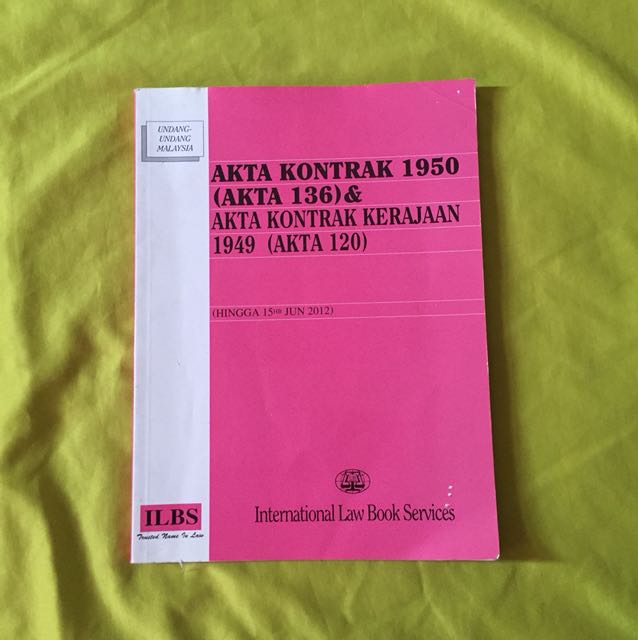 UNDANG-
UNDANG
MALAYSIA
AKTA KONTRAK 1950
(AKTA 136) &
AKTA KONTRAK KERAJAAN
1949 (AKTA 120)
(HINGGA 15HB JUN 2012)
International Law Book Services
ILBS
Trusted Name In Law